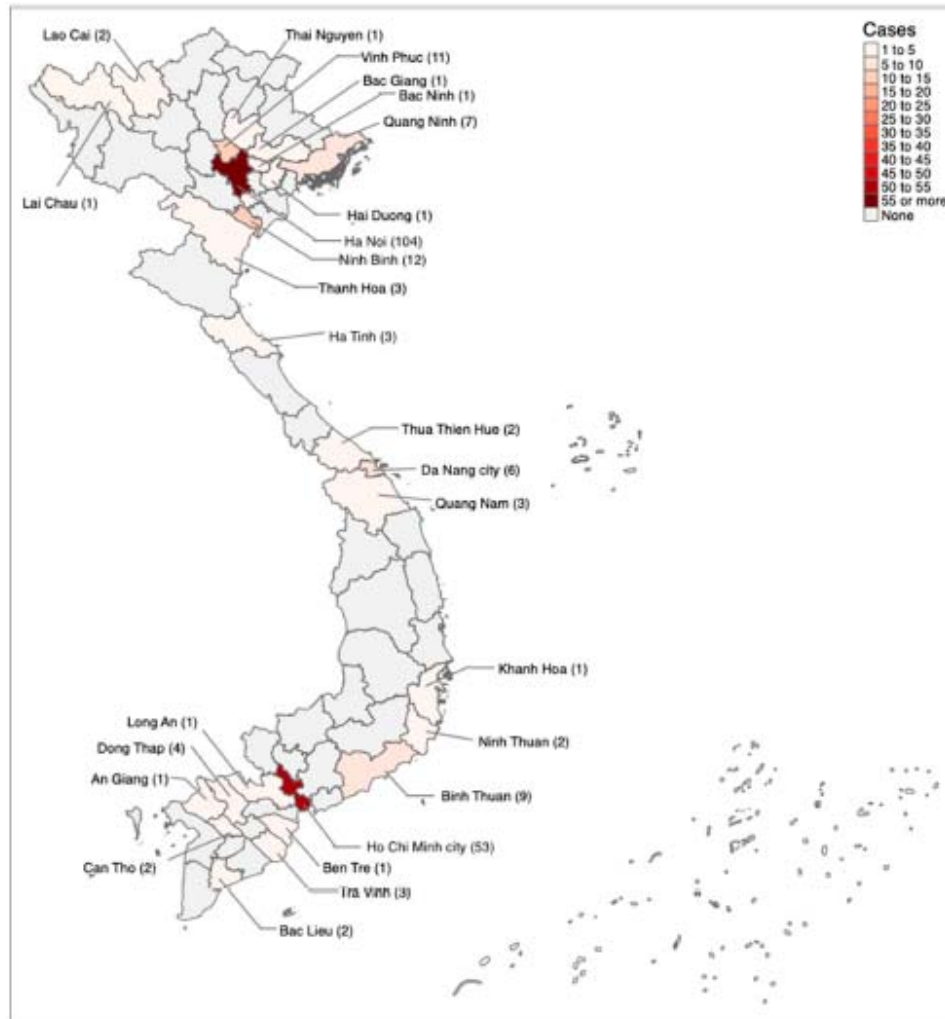 Lao Cai (2)
Thai Nguyen (1)
Vinh Phuc (11)
Bac Giang (1)
Bac Ninh (1)
Quang Ninh (7)
Lai Chau (1)
Hai Duong (1)
Ha Noi (104)
Ninh Binh (12)
Thanh Hoa (3)
Ha Tinh (3)
Thua Thien Hue (2)
Da Nang city (6)
Quang Nam (3)
Khanh Hoa (1)
Ninh Thuan (2)
Binh Thuan (9)
Long An (1)
Dong Thap (4)
An Giang (1)
Ho Chi Minh city (53)
Can Tho (2)
Ben Tre (1)
Tra Vinh (3)
Bac Lieu (2)
Cases
1 to 5
5 to 10
10 to 15
15 to 20
20 to 25
25 to 30
30 to 35
35 to 40
40 to 45
45 to 50
50 to 55
55 or more
None